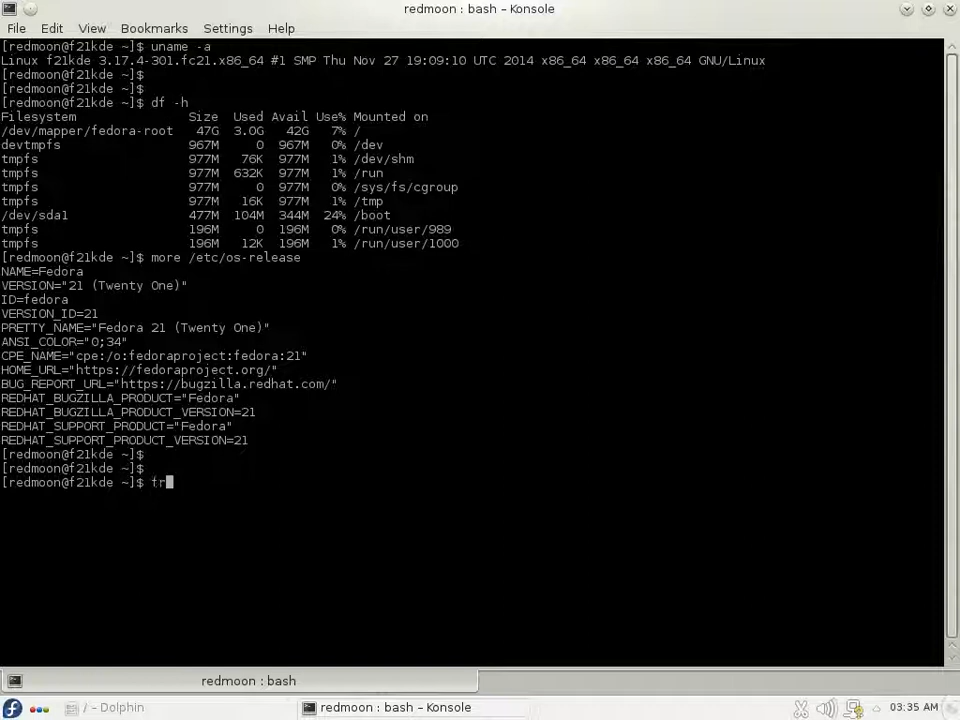 redmoon : bash – Konsole
File Edit View Bookmarks Settings Help
[redmoon@f21kde ~]$ uname -a
Linux f21kde 3.17.4-301.fc21.x86_64 #1 SMP Thu Nov 27 19:09:10 UTC 2014 x86_64 x86_64 x86_64 GNU/Linux
[redmoon@f21kde ~]$
[redmoon@f21kde ~]$
[redmoon@f21kde ~]$ df -h
Filesystem Size Used Avail Use% Mounted on
/dev/mapper/fedora-root 47G 3.0G 42G 7% /
devtmpfs 967M 0 967M 0% /dev
tmpfs 977M 76K 977M 1% /dev/shm
tmpfs 977M 632K 977M 1% /run
tmpfs 977M 0 977M 0% /sys/fs/cgroup
tmpfs 977M 16K 977M 1% /tmp
/dev/sda1 477M 104M 344M 24% /boot
tmpfs 196M 0 196M 0% /run/user/989
tmpfs 196M 12K 196M 1% /run/user/1000
[redmoon@f21kde ~]$ more /etc/os-release
NAME=Fedora
VERSION="21 (Twenty One)"
ID=fedora
VERSION_ID=21
PRETTY_NAME="Fedora 21 (Twenty One)"
ANSI_COLOR="0;34"
CPE_NAME="cpe:/o:fedoraproject:fedora:21"
HOME_URL="https://fedoraproject.org/"
BUG_REPORT_URL="https://bugzilla.redhat.com/"
REDHAT_BUGZILLA_PRODUCT="Fedora"
REDHAT_BUGZILLA_PRODUCT_VERSION=21
REDHAT_SUPPORT_PRODUCT="Fedora"
REDHAT_SUPPORT_PRODUCT_VERSION=21
[redmoon@f21kde ~]$
[redmoon@f21kde ~]$
[redmoon@f21kde ~]$ fr
redmoon : bash
/ – Dolphin
redmoon : bash – Konsole
03:35 AM